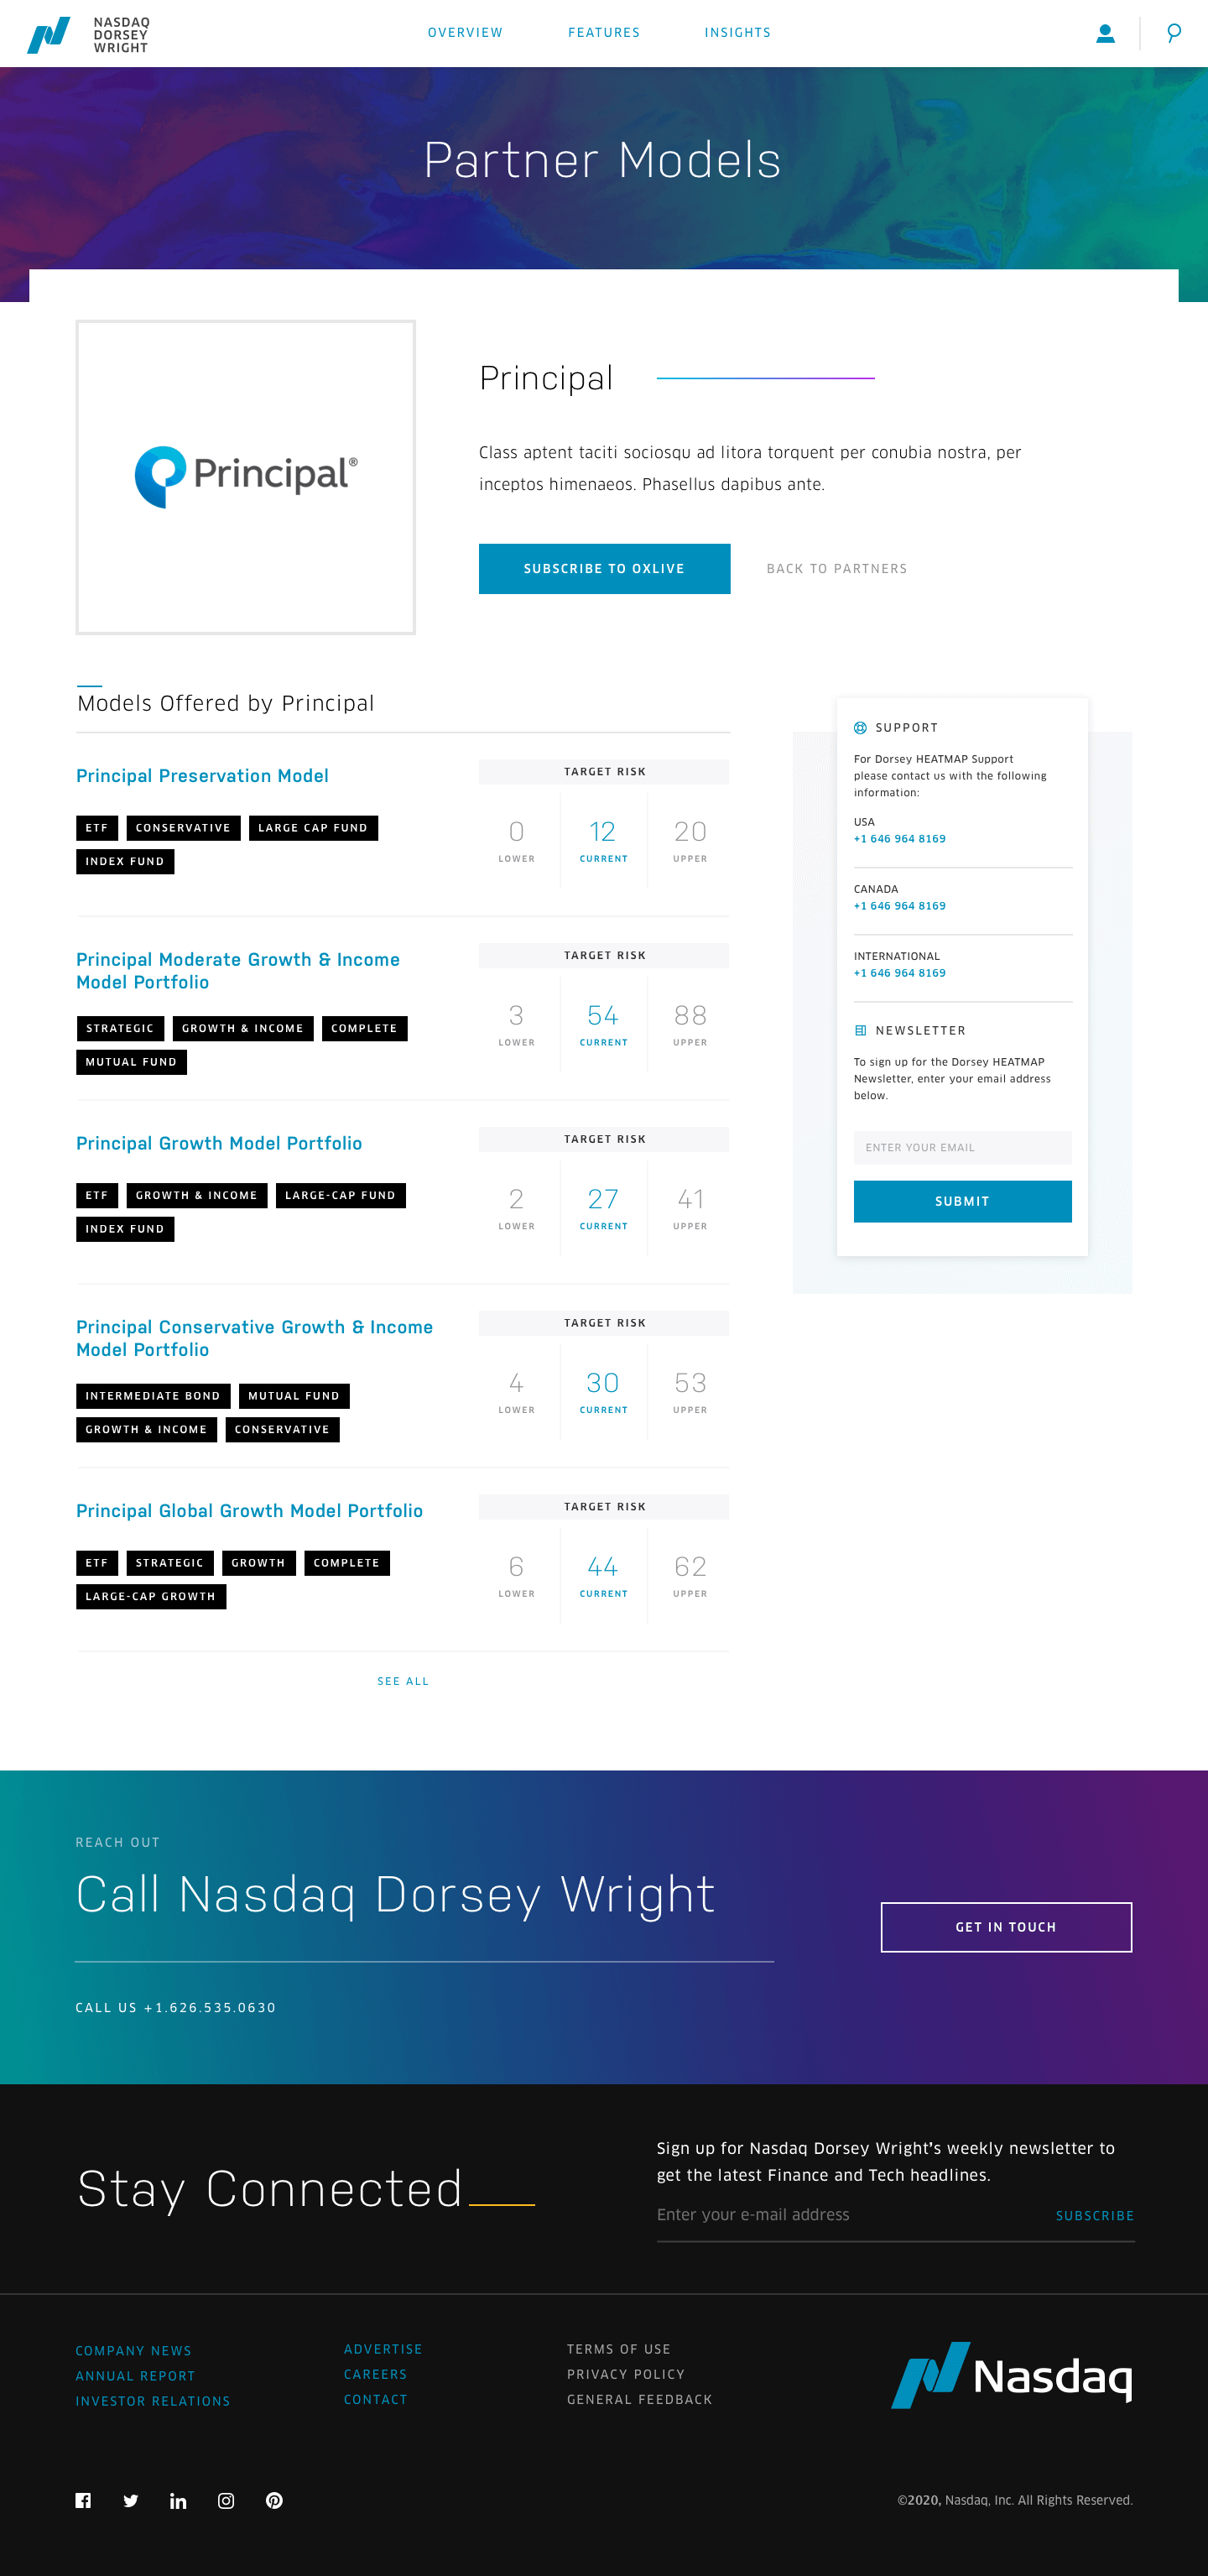 NASDAQ
DORSEY
WRIGHT
OVERVIEW FEATURES INSIGHTS
Partner Models
Principal®
Principal
Class aptent taciti sociosqu ad litora torquent per conubia nostra, per
inceptos himenaeos. Phasellus dapibus ante.
SUBSCRIBE TO OXLIVE BACK TO PARTNERS
Models Offered by Principal
Principal Preservation Model
ETF CONSERVATIVE LARGE CAP FUND
INDEX FUND
TARGET RISK
0 12 20
LOWER CURRENT UPPER
Principal Moderate Growth & Income
Model Portfolio
STRATEGIC GROWTH & INCOME COMPLETE
MUTUAL FUND
TARGET RISK
3 54 88
LOWER CURRENT UPPER
Principal Growth Model Portfolio
ETF GROWTH & INCOME LARGE-CAP FUND
INDEX FUND
TARGET RISK
2 27 41
LOWER CURRENT UPPER
Principal Conservative Growth & Income
Model Portfolio
INTERMEDIATE BOND MUTUAL FUND
GROWTH & INCOME CONSERVATIVE
TARGET RISK
4 30 53
LOWER CURRENT UPPER
Principal Global Growth Model Portfolio
ETF STRATEGIC GROWTH COMPLETE
LARGE-CAP GROWTH
TARGET RISK
6 44 62
LOWER CURRENT UPPER
SEE ALL
SUPPORT
For Dorsey HEATMAP Support
please contact us with the following
information:
USA
+1 646 964 8169
CANADA
+1 646 964 8169
INTERNATIONAL
+1 646 964 8169
NEWSLETTER
To sign up for the Dorsey HEATMAP
Newsletter, enter your email address
below.
ENTER YOUR EMAIL
SUBMIT
REACH OUT
Call Nasdaq Dorsey Wright
GET IN TOUCH
CALL US +1.626.535.0630
Stay Connected
Sign up for Nasdaq Dorsey Wright's weekly newsletter to
get the latest Finance and Tech headlines.
Enter your e-mail address SUBSCRIBE
COMPANY NEWS
ANNUAL REPORT
INVESTOR RELATIONS
ADVERTISE
CAREERS
CONTACT
TERMS OF USE
PRIVACY POLICY
GENERAL FEEDBACK
Nasdaq
©2020, Nasdaq, Inc. All Rights Reserved.